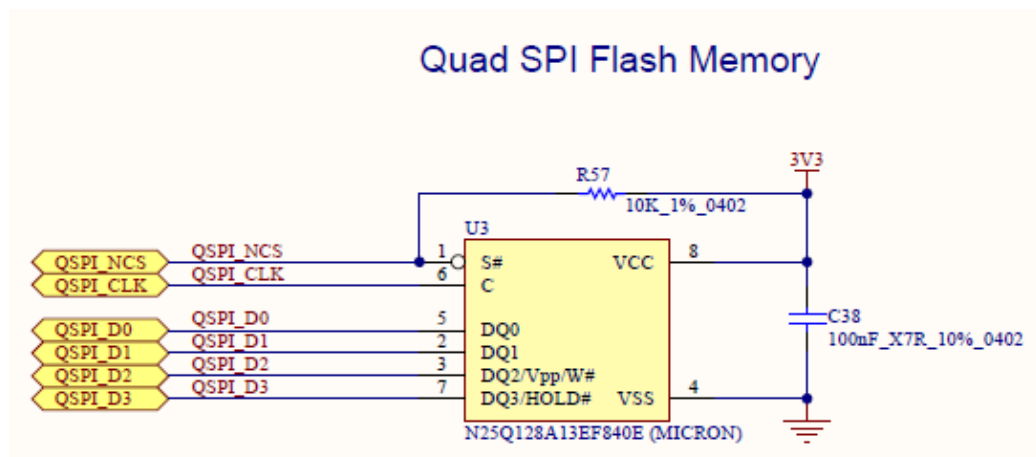 Quad SPI Flash Memory
3V3
R57
10K_1%_0402
U3
QSPI_NCS QSPI_NCS 1 S# VCC 8
QSPI_CLK QSPI_CLK 6 C
C38
100nF_X7R_10%_0402
QSPI_D0 QSPI_D0 5 DQ0
QSPI_D1 QSPI_D1 2 DQ1
QSPI_D2 QSPI_D2 3 DQ2/Vpp/W#
QSPI_D3 QSPI_D3 7 DQ3/HOLD# VSS 4
N25Q128A13EF840E (MICRON)